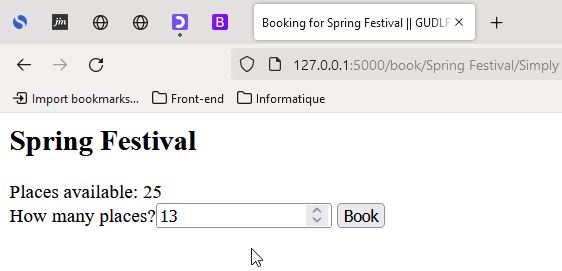 jm
B
Booking for Spring Festival || GUDLF
127.0.0.1:5000/book/Spring Festival/Simply
Import bookmarks...
Front-end
Informatique
Spring Festival
Places available: 25
How many places? 13 Book